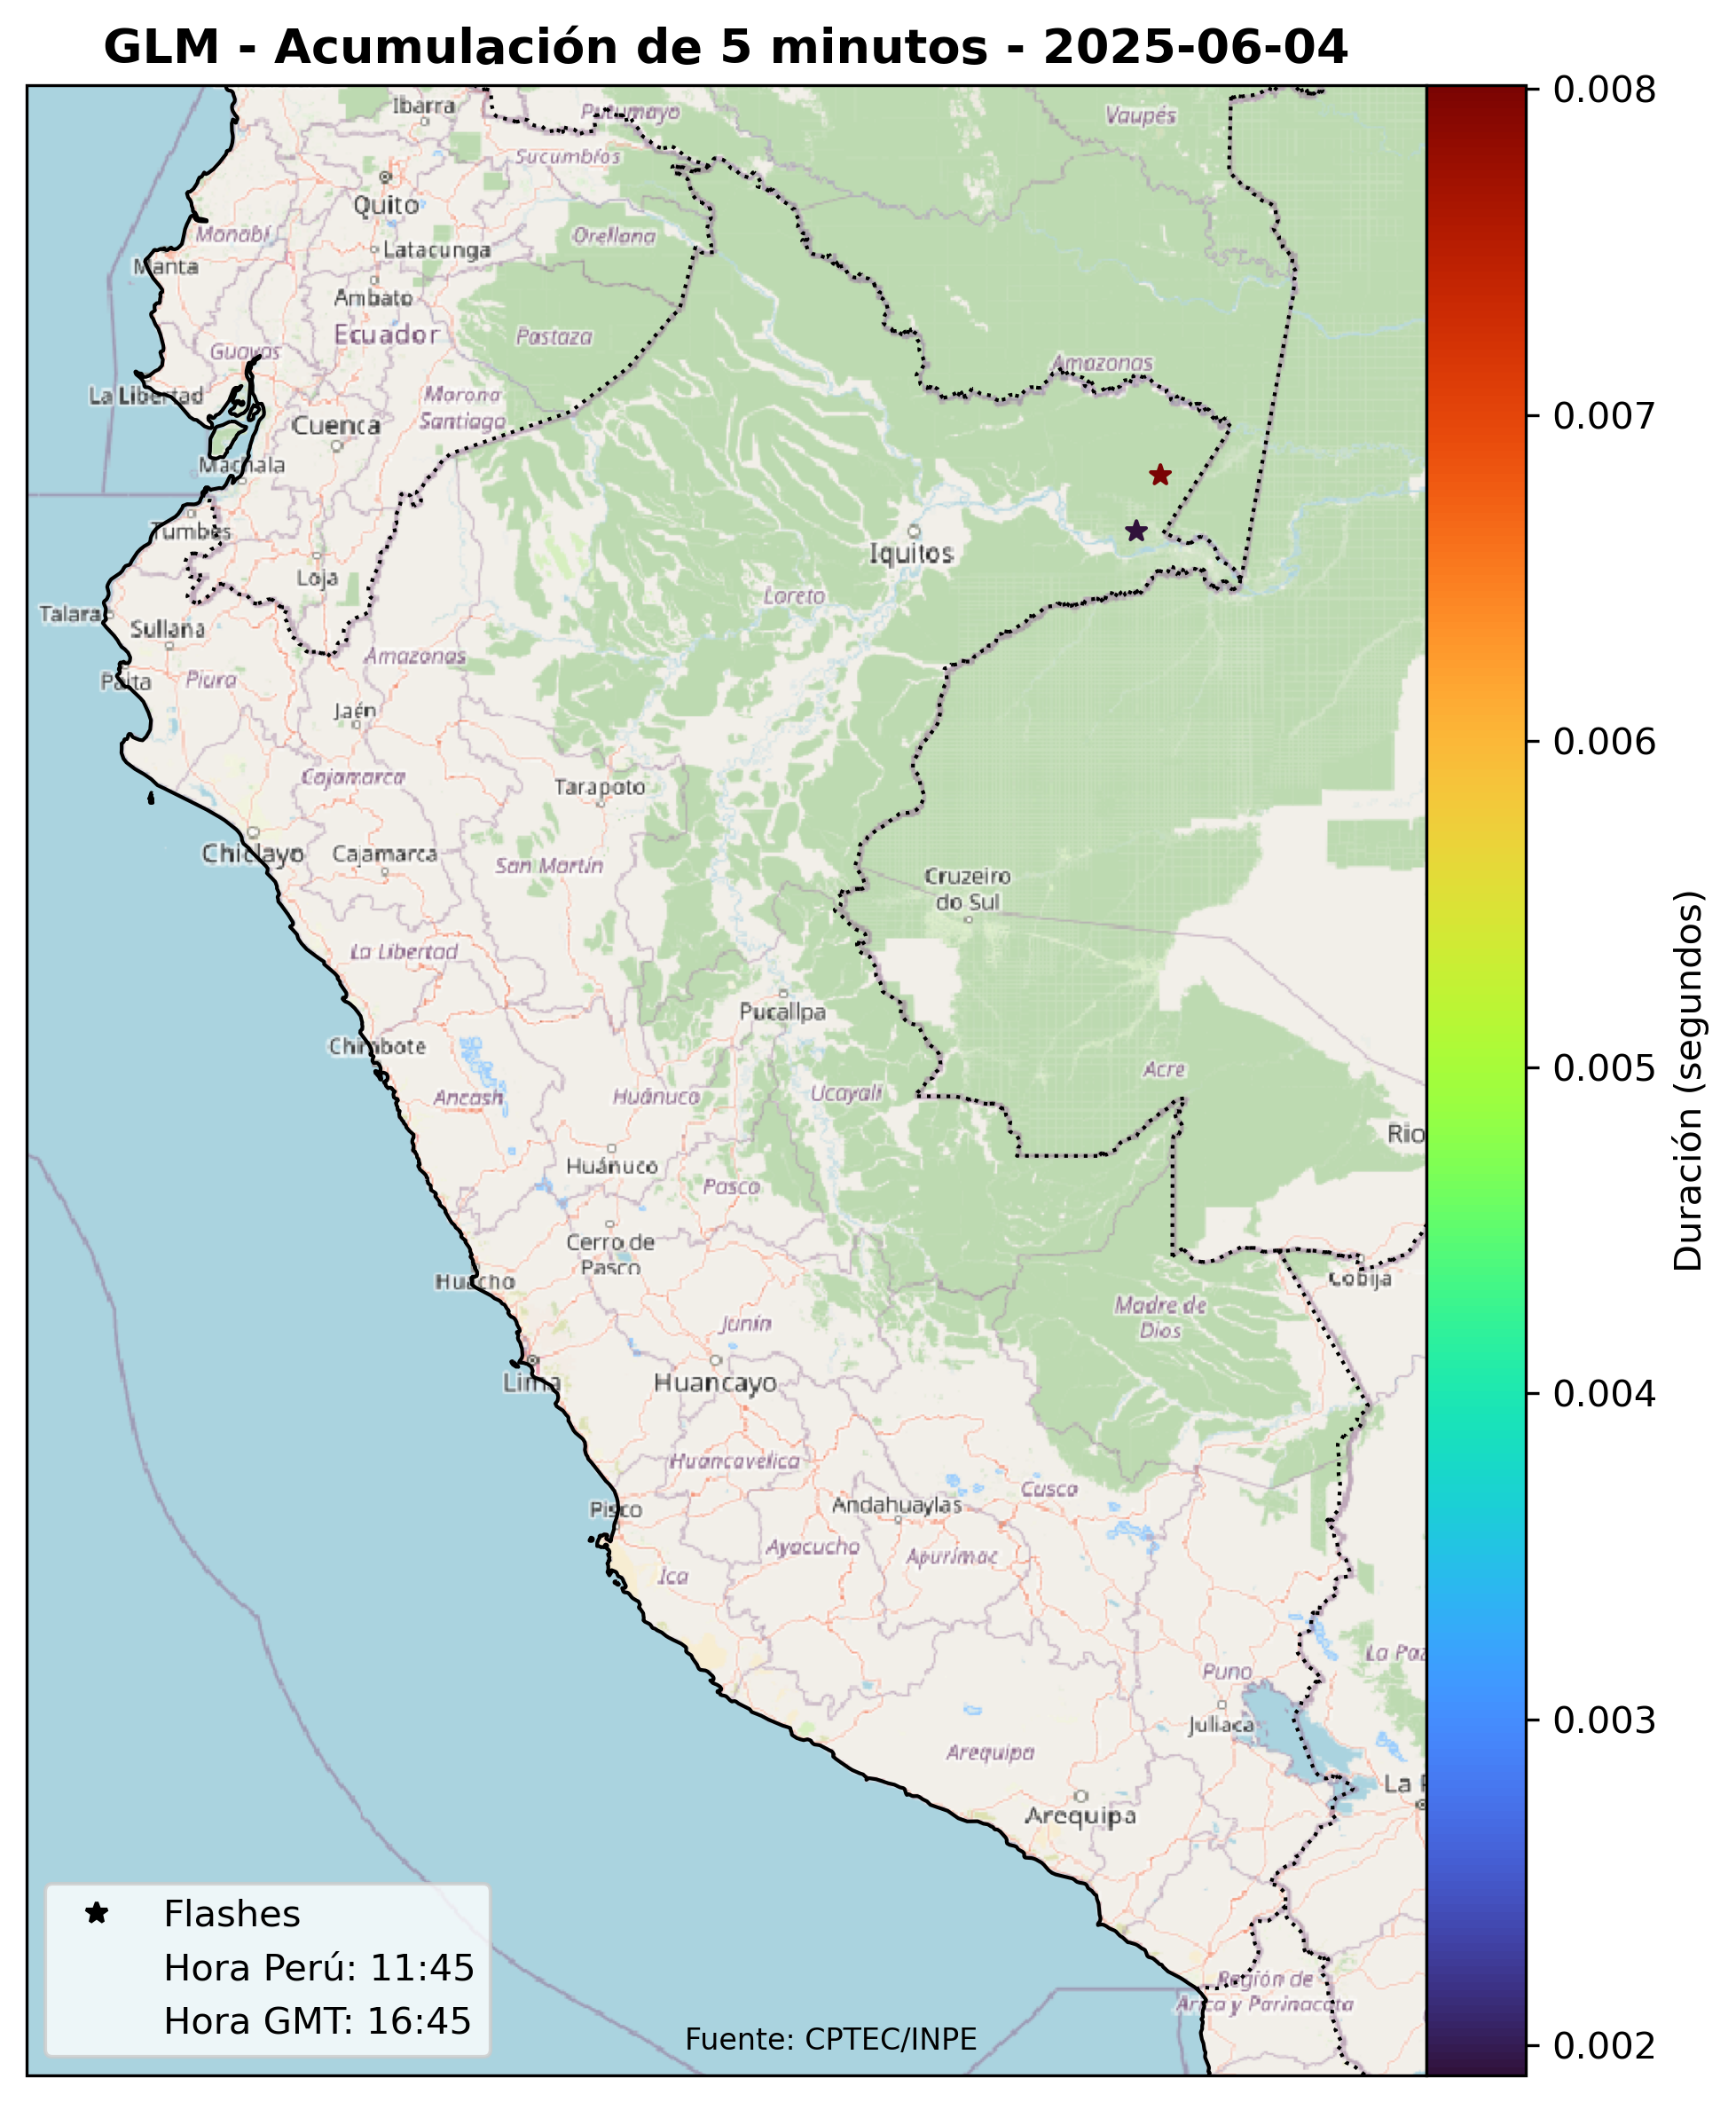 GLM - Acumulación de 5 minutos - 2025-06-04
Ibarra
Putumayo
Vaupés
Sucumbíos
Quito
Manabí
Orellana
Latacunga
Manta
Ambato
Ecuador
Pastaza
Guayas
Amazonas
La Libertad
Morona
Santiago
Cuenca
Machala
Tumbes
Iquitos
Loja
Loreto
Talara
Sullana
Amazonas
Paita
Piura
Jaén
Cajamarca
Tarapoto
Chiclayo
Cajamarca
San Martín
Cruzeiro
do Sul
La Libertad
Pucallpa
Chimbote
Ancash
Huánuco
Ucayali
Acre
Rio
Huánuco
Pasco
Cerro de
Pasco
Huacho
Cobija
Madre de
Dios
Junín
Lima
Huancayo
Huancavelica
Cusco
Pisco
Andahuaylas
Ayacucho
Apurímac
Ica
La Paz
Puno
Juliaca
Arequipa
La P
Arequipa
Región de
Arica y Parinacota
Flashes
Hora Perú: 11:45
Hora GMT: 16:45
Fuente: CPTEC/INPE
0.008
0.007
0.006
0.005
0.004
0.003
0.002
Duración (segundos)